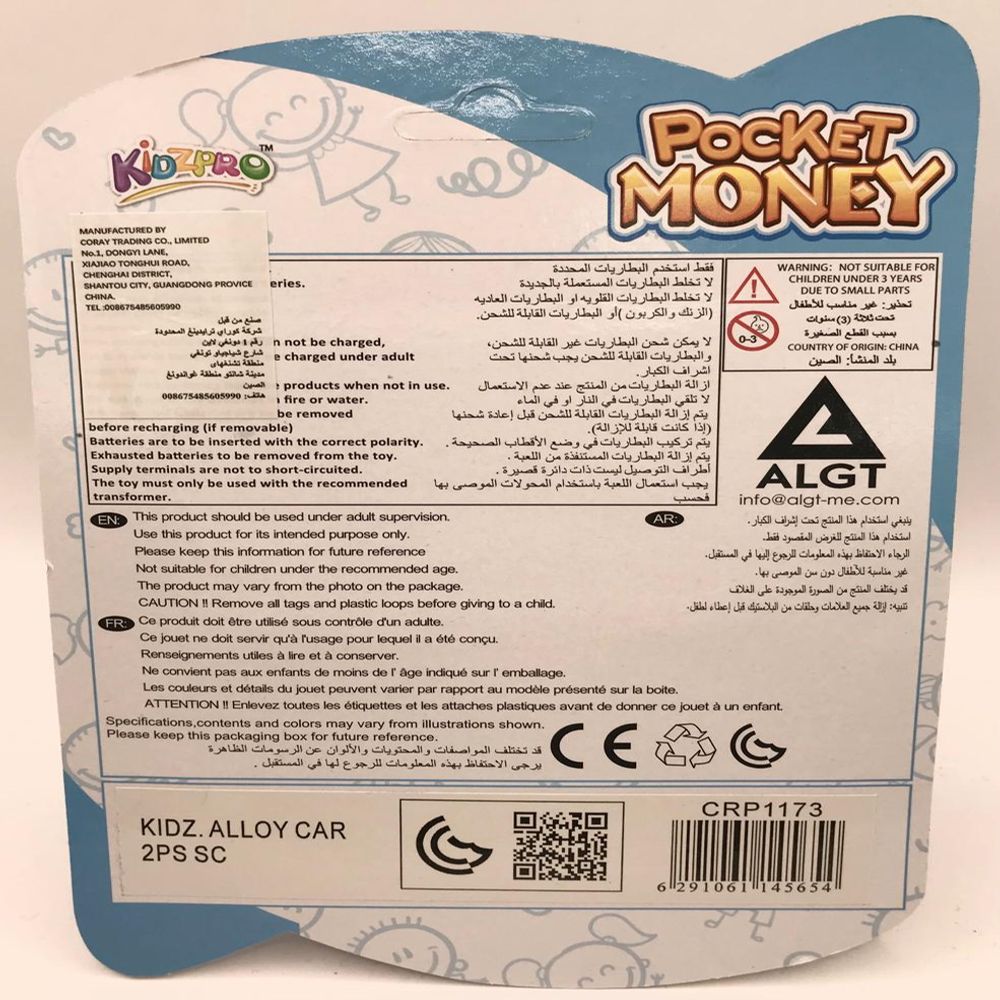 KIDZPRO™
POCKET
MONEY
MANUFACTURED BY
CORAY TRADING CO., LIMITED
No.1, DONGYI LANE,
XIAJIAO TONGHUI ROAD,
CHENGHAI DISTRICT,
SHANTOU CITY, GUANGDONG PROVICE
CHINA.
TEL :008675485605990
صنع من قبل
شركة كوراي ترايدينغ المحدودة
رقم 1 دونغي لاين
شارع شياجياو تونغي
منطقة تشنغهاي
مدينة شانتو منطقة غواندونغ
الصين
هاتف: 008675485605990
eries.
h not be charged,
e charged under adult
e products when not in use.
n fire or water.
be removed
before recharging (if removable)
Batteries are to be inserted with the correct polarity.
Exhausted batteries to be removed from the toy.
Supply terminals are not to short-circuited.
The toy must only be used with the recommended
transformer.
فقط استخدم البطاريات المحددة
لا تخلط البطاريات المستعملة بالجديدة
لا تخلط البطاريات القلويه او البطاريات العاديه
(الزنك والكربون )أو البطاريات القابلة للشحن.
لا يمكن شحن البطاريات الغير القابلة للشحن،
والبطاريات القابلة للشحن يجب شحنها تحت
اشراف الكبار.
ازالة البطاريات من المنتج عند عدم الاستعمال
لا تلقي البطاريات في النار او في الماء
يتم إزالة البطاريات القابلة للشحن قبل إعادة شحنها
(إذا كانت قابلة للإزالة).
يتم تركيب البطاريات في وضع الأقطاب الصحيحة .
يتم إزالة البطاريات المستنفذة من اللعبة .
أطراف التوصيل ليست ذات دائرة قصيرة .
يجب استعمال اللعبة باستخدام المحولات الموصى بها
فحسب
WARNING: NOT SUITABLE FOR
CHILDREN UNDER 3 YEARS
DUE TO SMALL PARTS
تحذير: غير مناسب للأطفال
تحت ثلاثة (3) سنوات
بسبب القطع الصغيرة
COUNTRY OF ORIGIN: CHINA
بلد المنشأ: الصين
0-3
ALGT
info@algt-me.com
EN: This product should be used under adult supervision.
Use this product for its intended purpose only.
Please keep this information for future reference
Not suitable for children under the recommended age.
The product may vary from the photo on the package.
CAUTION !! Remove all tags and plastic loops before giving to a child.
AR: ينبغي استخدام هذا المنتج تحت إشراف الكبار.
استخدام هذا المنتج للغرض المقصود فقط.
الرجاء الاحتفاظ بهذه المعلومات للرجوع إليها في المستقبل.
غير مناسبة للأطفال دون سن الموصى بها.
قد يختلف المنتج من الصورة الموجودة على الغلاف
تنبيه: إزالة جميع العلامات وحلقات من البلاستيك قبل إعطاء لطفل.
FR: Ce produit doit être utilisé sous contrôle d'un adulte.
Ce jouet ne doit servir qu'à l'usage pour lequel il a été conçu.
Renseignements utiles à lire et à conserver.
Ne convient pas aux enfants de moins de l' âge indiqué sur l' emballage.
Les couleurs et détails du jouet peuvent varier par rapport au modèle présenté sur la boite.
ATTENTION !! Enlevez toutes les étiquettes et les attaches plastiques avant de donner ce jouet à un enfant.
Specifications,contents and colors may vary from illustrations shown.
Please keep this packaging box for future reference.
قد تختلف المواصفات و المحتويات والألوان عن الرسومات الظاهرة
يرجى الاحتفاظ بهذه المعلومات للرجوع لها في المستقبل .
CE
KIDZ. ALLOY CAR
2PS SC
CRP1173
6 291061 145654